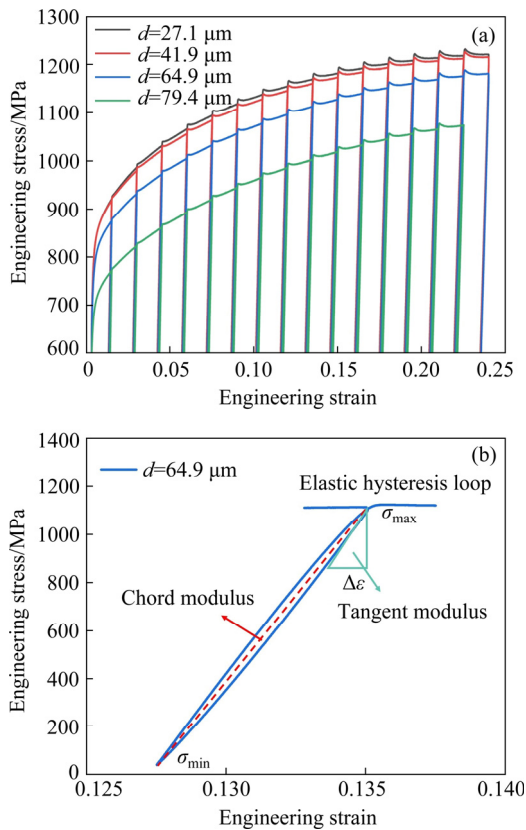 (a)
d=27.1 μm
d=41.9 μm
d=64.9 μm
d=79.4 μm
1300
1200
1100
1000
900
800
700
600
Engineering stress/MPa
0 0.05 0.10 0.15 0.20 0.25
Engineering strain
(b)
d=64.9 μm
Elastic hysteresis loop
σmax
Δε
Chord modulus
Tangent modulus
σmin
1400
1200
1000
800
600
400
200
0
Engineering stress/MPa
0.125 0.130 0.135 0.140
Engineering strain